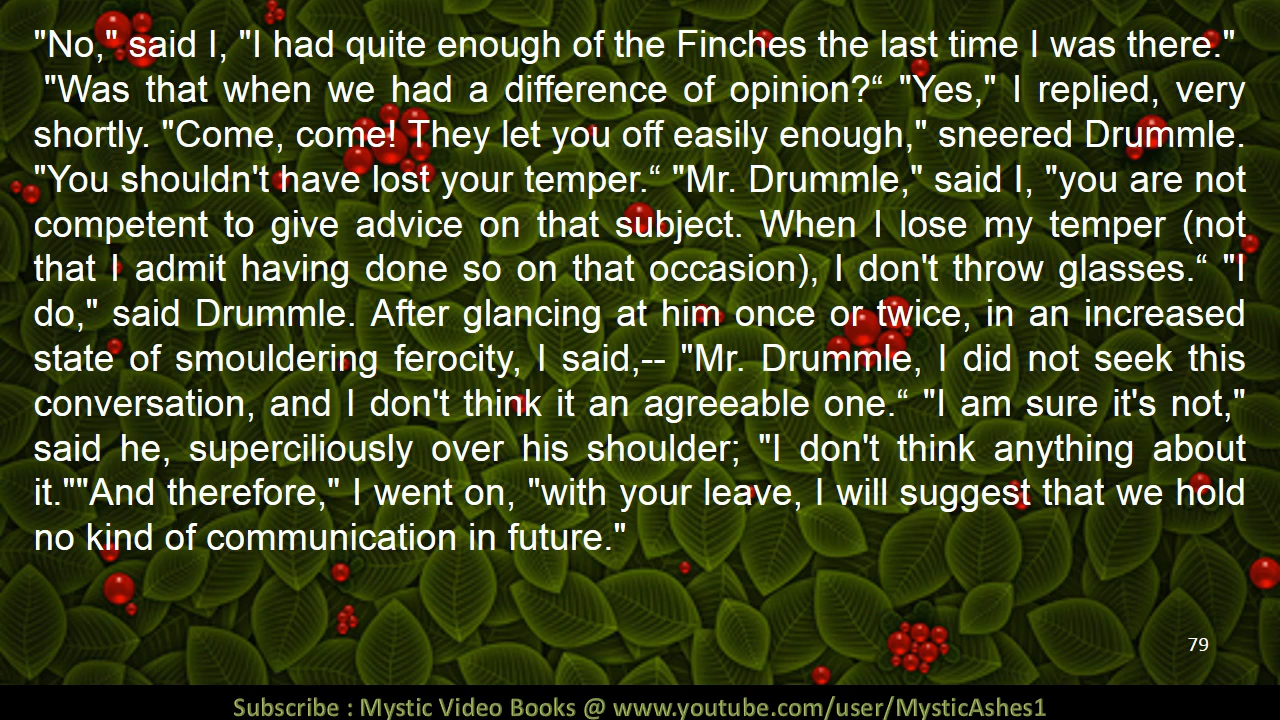 "No," said I, "I had quite enough of the Finches the last time I was there."
"Was that when we had a difference of opinion?“ "Yes," I replied, very
shortly. "Come, come! They let you off easily enough," sneered Drummle.
"You shouldn't have lost your temper.“ "Mr. Drummle," said I, "you are not
competent to give advice on that subject. When I lose my temper (not
that I admit having done so on that occasion), I don't throw glasses.“ "I
do," said Drummle. After glancing at him once or twice, in an increased
state of smouldering ferocity, I said,-- "Mr. Drummle, I did not seek this
conversation, and I don't think it an agreeable one.“ "I am sure it's not,"
said he, superciliously over his shoulder; "I don't think anything about
it.""And therefore," I went on, "with your leave, I will suggest that we hold
no kind of communication in future."
79
Subscribe : Mystic Video Books @ www.youtube.com/user/MysticAshes1